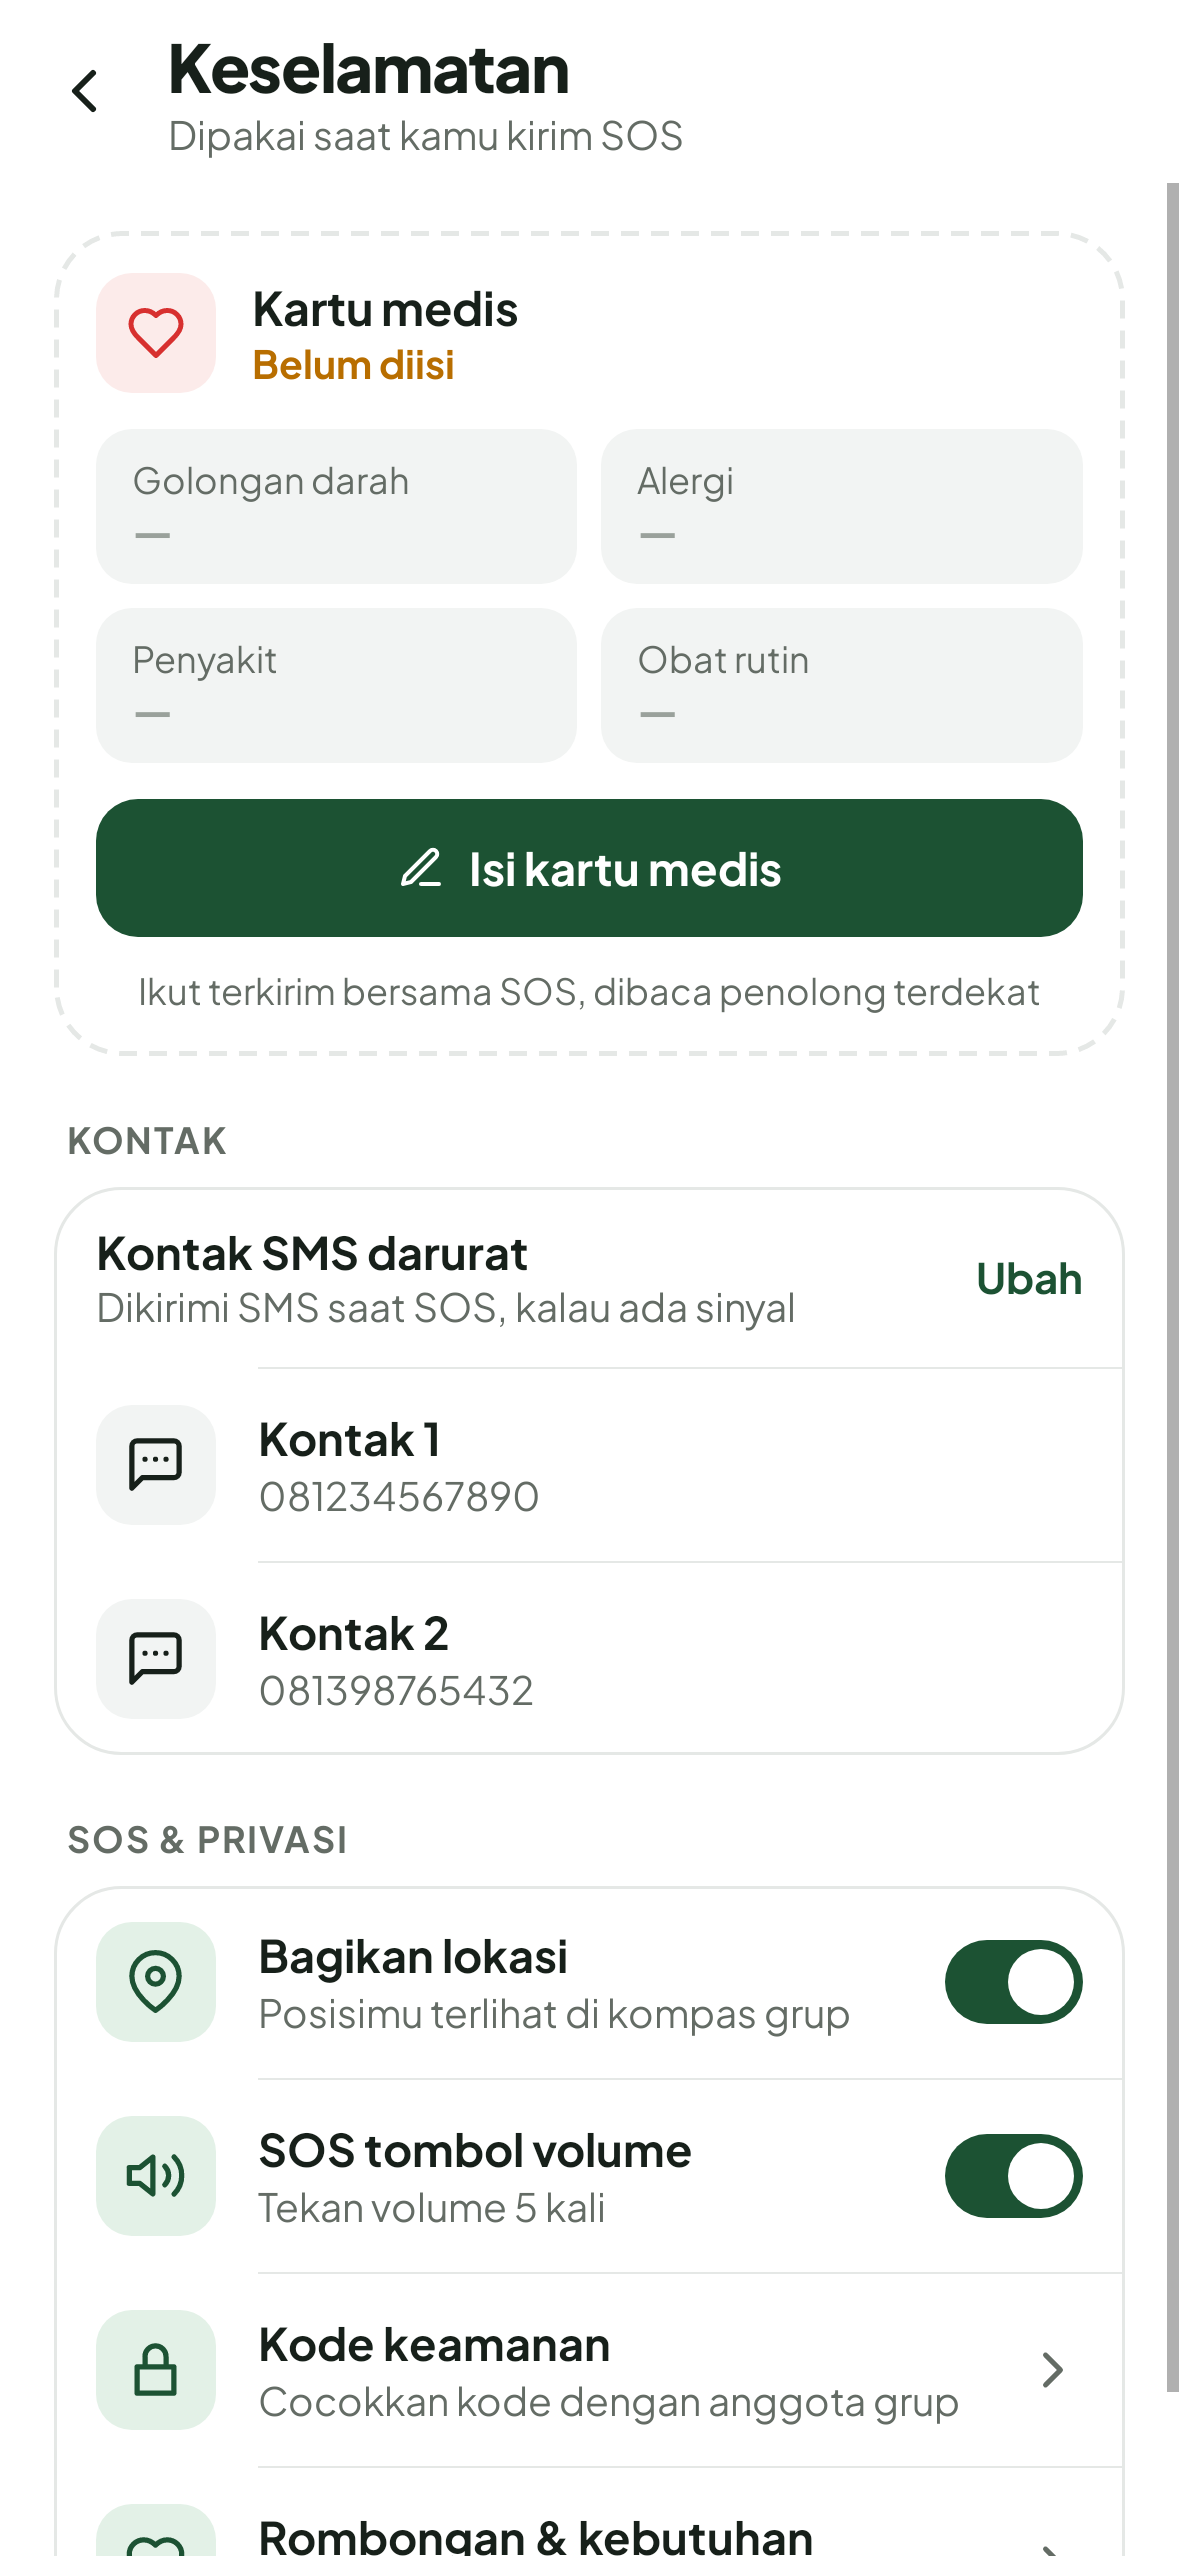 Keselamatan
Dipakai saat kamu kirim SOS
Kartu medis
Belum diisi
Golongan darah
—
Alergi
—
Penyakit
—
Obat rutin
—
Isi kartu medis
Ikut terkirim bersama SOS, dibaca penolong terdekat
KONTAK
Kontak SMS darurat
Dikirimi SMS saat SOS, kalau ada sinyal
Ubah
Kontak 1
081234567890
Kontak 2
081398765432
SOS & PRIVASI
Bagikan lokasi
Posisimu terlihat di kompas grup
SOS tombol volume
Tekan volume 5 kali
Kode keamanan
Cocokkan kode dengan anggota grup
Rombongan & kebutuhan